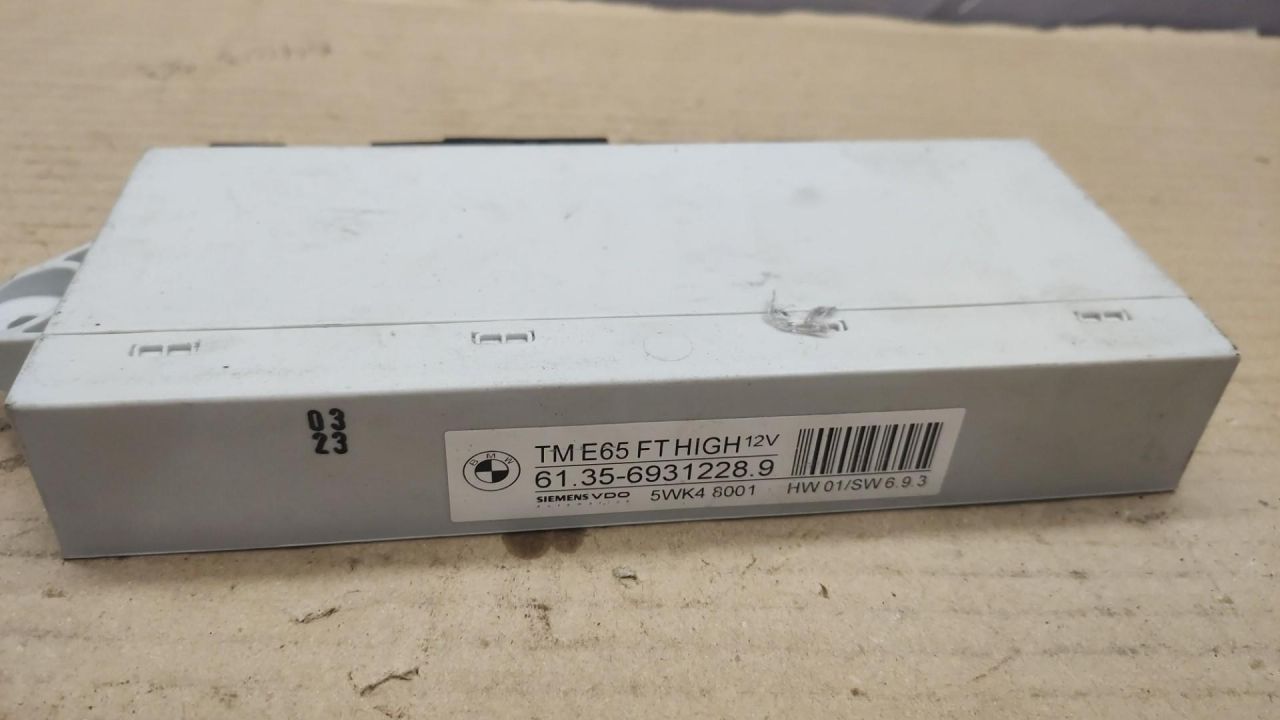 03
23
BMW
TM E65 FT HIGH 12V
61.35-6931228.9
SIEMENS VDO 5WK4 8001 HW 01/SW 6.9.3